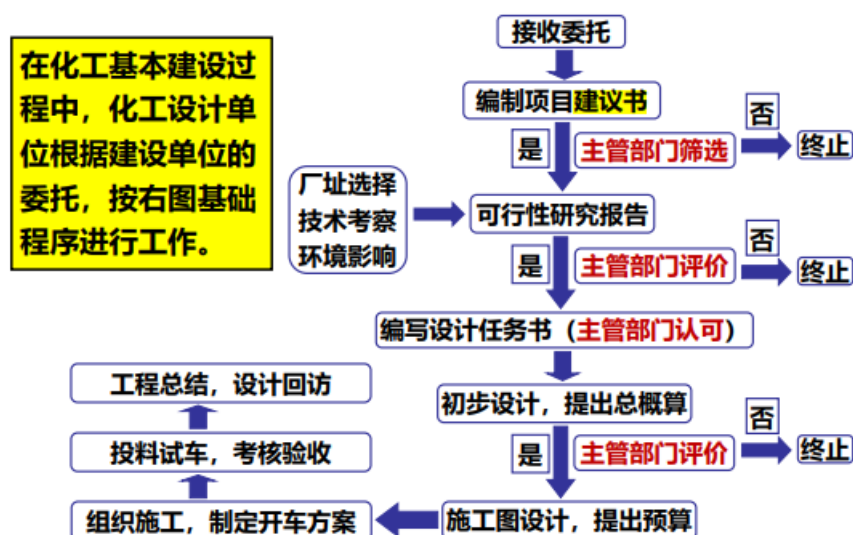 在化工基本建设过
程中，化工设计单
位根据建设单位的
委托，按右图基础
程序进行工作。
接收委托
编制项目建议书
是
主管部门筛选
否
终止
厂址选择
技术考察
环境影响
可行性研究报告
是
主管部门评价
否
终止
编写设计任务书（主管部门认可）
初步设计，提出总概算
是
主管部门评价
否
终止
施工图设计，提出预算
组织施工，制定开车方案
投料试车，考核验收
工程总结，设计回访